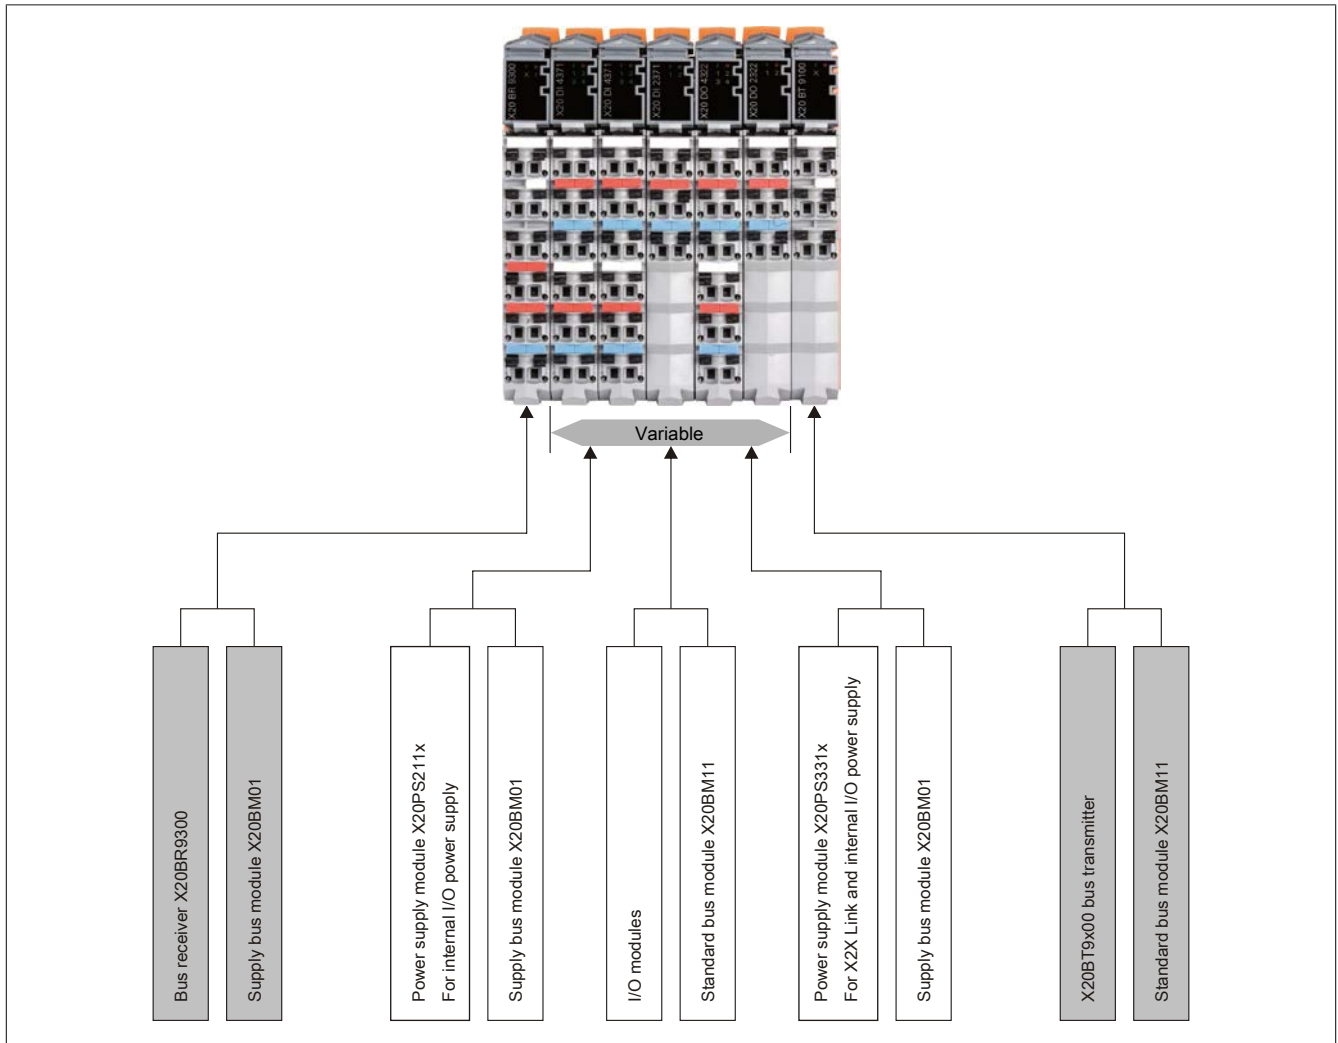 X20 BR 9300
X20 DI 4371
X20 DI 4371
X20 DI 2371
X20 DO 4322
X20 DO 2322
X20 BT 9100
Variable
Bus receiver X20BR9300
Supply bus module X20BM01
Power supply module X20PS211x
For internal I/O power supply
Supply bus module X20BM01
I/O modules
Standard bus module X20BM11
Power supply module X20PS331x
For X2X Link and internal I/O power supply
Supply bus module X20BM01
X20BT9x00 bus transmitter
Standard bus module X20BM11